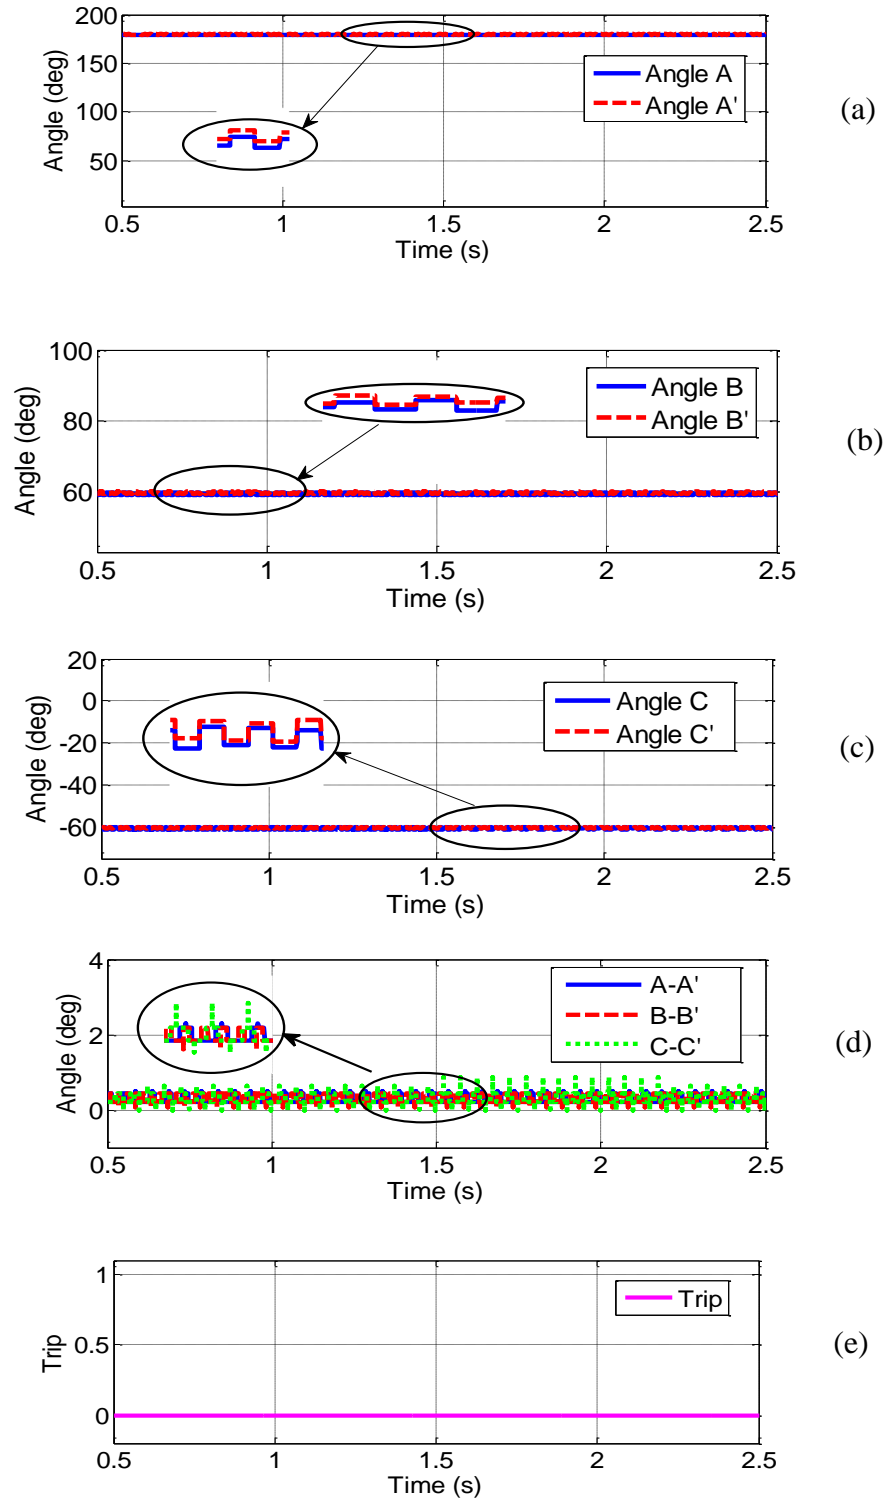 200
150
100
50
Angle (deg)
Angle A
Angle A'
(a)
0.5 1 1.5 2 2.5
Time (s)
100
80
60
Angle (deg)
Angle B
Angle B'
(b)
0.5 1 1.5 2 2.5
Time (s)
20
0
-20
-40
-60
Angle (deg)
Angle C
Angle C'
(c)
0.5 1 1.5 2 2.5
Time (s)
4
2
0
Angle (deg)
A-A'
B-B'
C-C'
(d)
0.5 1 1.5 2 2.5
Time (s)
1
0.5
0
Trip
Trip
(e)
0.5 1 1.5 2 2.5
Time (s)